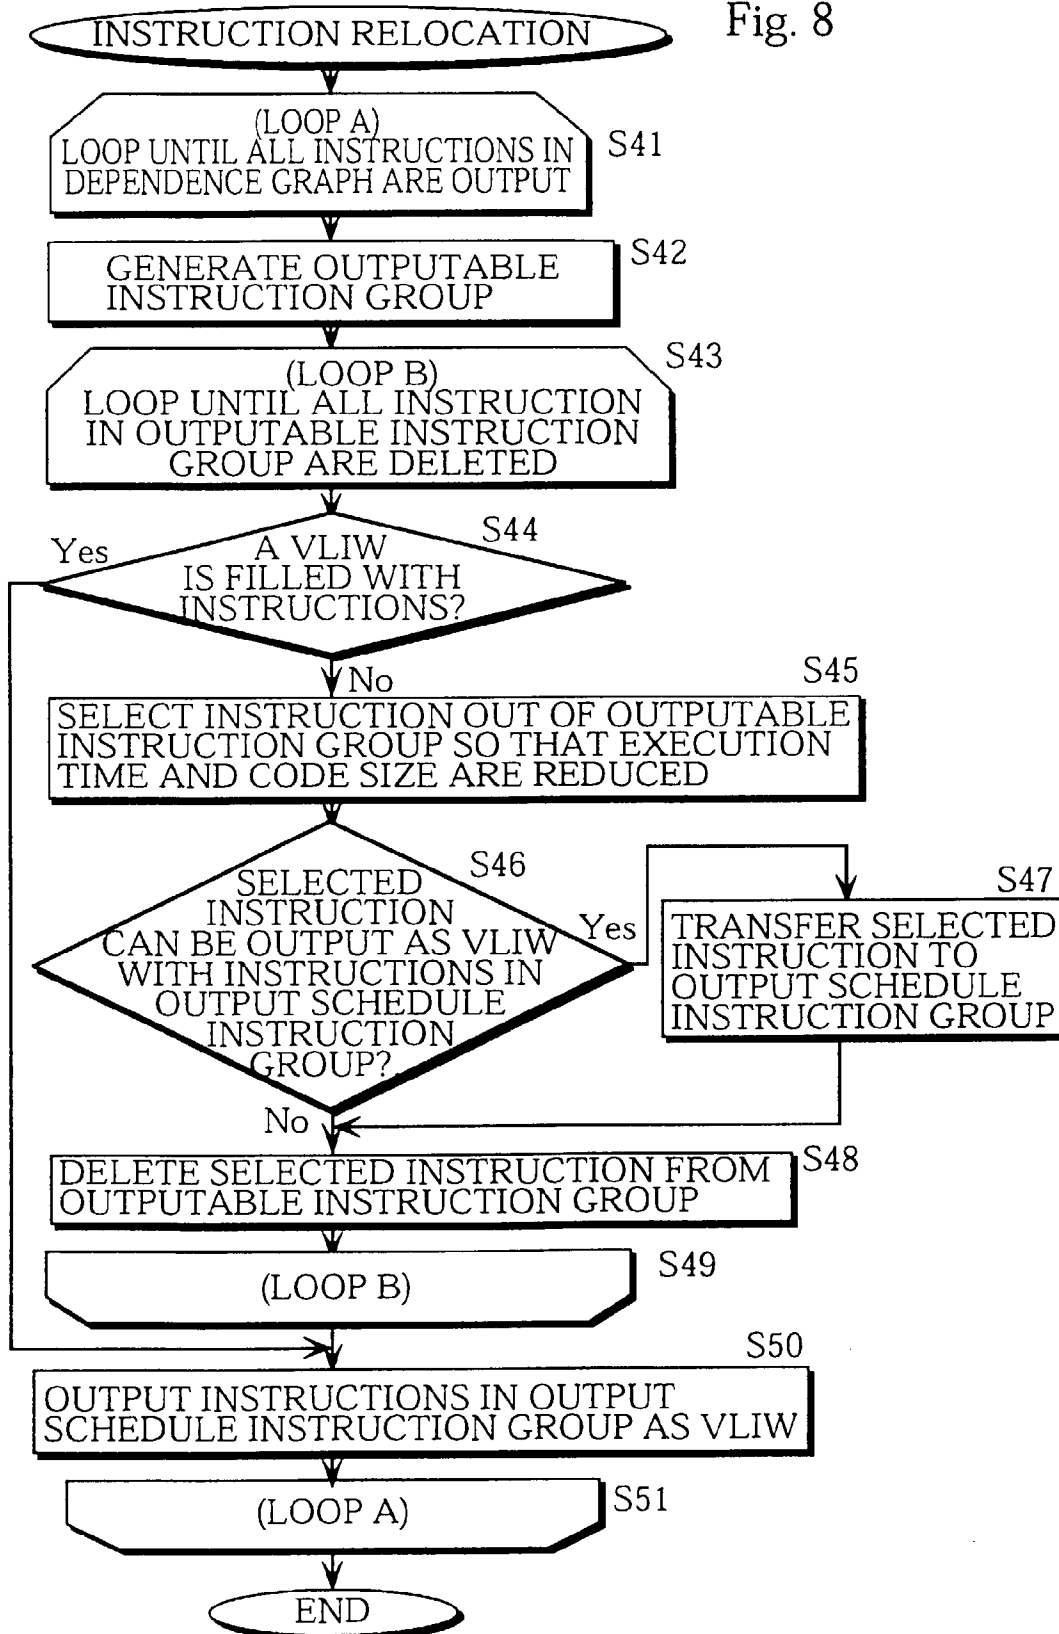 Fig. 8
INSTRUCTION RELOCATION
(LOOP A)
LOOP UNTIL ALL INSTRUCTIONS IN
DEPENDENCE GRAPH ARE OUTPUT
S41
S42
GENERATE OUTPUTABLE
INSTRUCTION GROUP
S43
(LOOP B)
LOOP UNTIL ALL INSTRUCTION
IN OUTPUTABLE INSTRUCTION
GROUP ARE DELETED
S44
Yes
A VLIW
IS FILLED WITH
INSTRUCTIONS?
No
S45
SELECT INSTRUCTION OUT OF OUTPUTABLE
INSTRUCTION GROUP SO THAT EXECUTION
TIME AND CODE SIZE ARE REDUCED
S46
SELECTED
INSTRUCTION
CAN BE OUTPUT AS VLIW
WITH INSTRUCTIONS IN
OUTPUT SCHEDULE
INSTRUCTION
GROUP?
Yes
S47
TRANSFER SELECTED
INSTRUCTION TO
OUTPUT SCHEDULE
INSTRUCTION GROUP
No
S48
DELETE SELECTED INSTRUCTION FROM
OUTPUTABLE INSTRUCTION GROUP
S49
(LOOP B)
S50
OUTPUT INSTRUCTIONS IN OUTPUT
SCHEDULE INSTRUCTION GROUP AS VLIW
S51
(LOOP A)
END